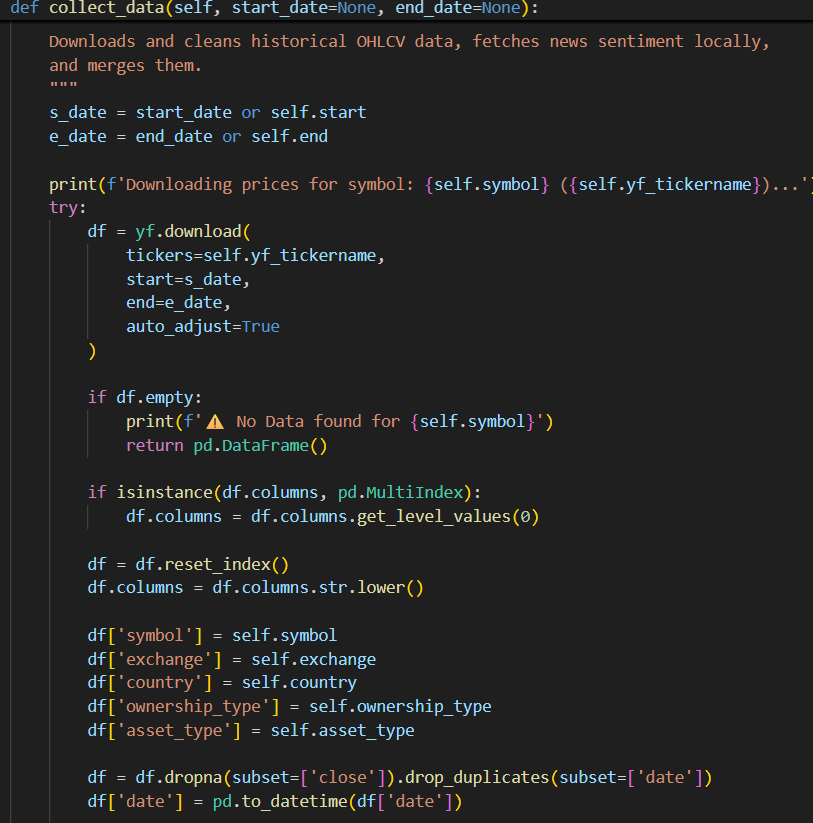 def collect_data(self, start_date=None, end_date=None):
    Downloads and cleans historical OHLCV data, fetches news sentiment locally,
    and merges them.
    """
    s_date = start_date or self.start
    e_date = end_date or self.end
    print(f'Downloading prices for symbol: {self.symbol} ({self.yf_tickername})...')
    try:
        df = yf.download(
            tickers=self.yf_tickername,
            start=s_date,
            end=e_date,
            auto_adjust=True
        )
        if df.empty:
            print(f'⚠️ No Data found for {self.symbol}')
            return pd.DataFrame()
        if isinstance(df.columns, pd.MultiIndex):
            df.columns = df.columns.get_level_values(0)
        df = df.reset_index()
        df.columns = df.columns.str.lower()
        df['symbol'] = self.symbol
        df['exchange'] = self.exchange
        df['country'] = self.country
        df['ownership_type'] = self.ownership_type
        df['asset_type'] = self.asset_type
        df = df.dropna(subset=['close']).drop_duplicates(subset=['date'])
        df['date'] = pd.to_datetime(df['date'])